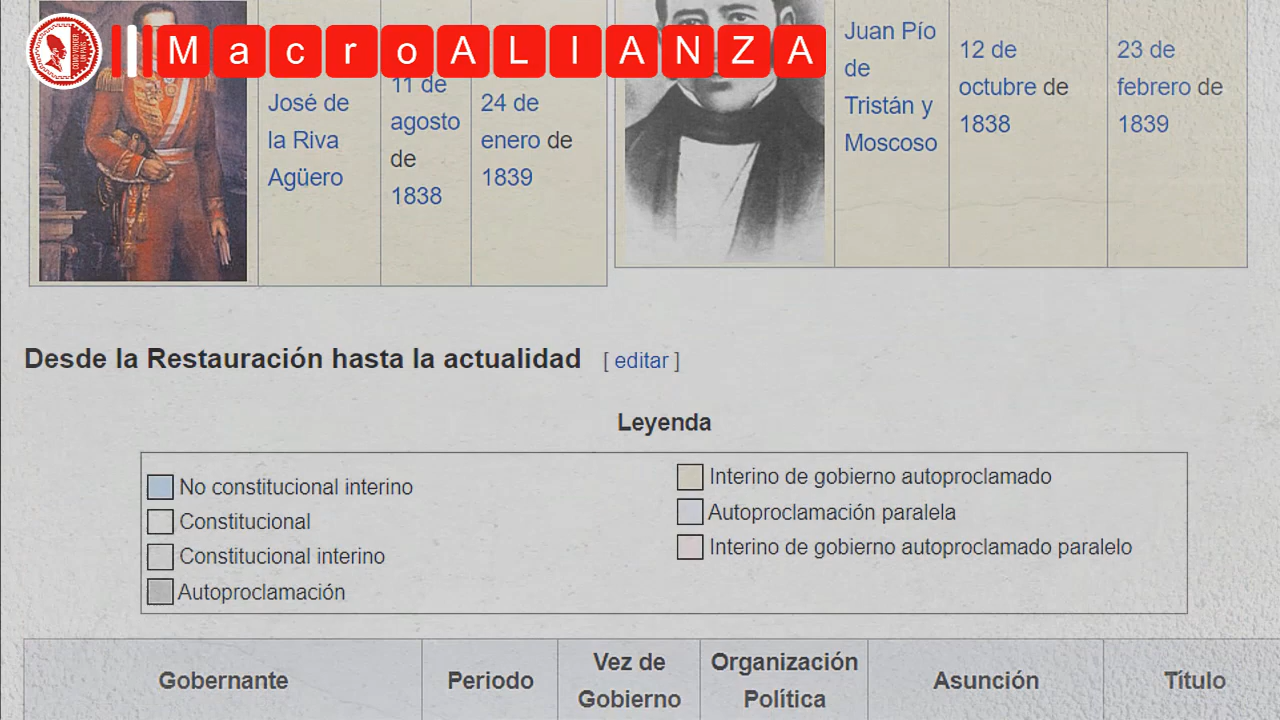 MacroALIANZA
José de
la Riva
Agüero
11 de
agosto
de
1838
24 de
enero de
1839
Juan Pío
de
Tristán y
Moscoso
12 de
octubre de
1838
23 de
febrero de
1839
Desde la Restauración hasta la actualidad [ editar ]
Leyenda
No constitucional interino
Constitucional
Constitucional interino
Autoproclamación
Interino de gobierno autoproclamado
Autoproclamación paralela
Interino de gobierno autoproclamado paralelo
Gobernante
Periodo
Vez de
Gobierno
Organización
Política
Asunción
Título